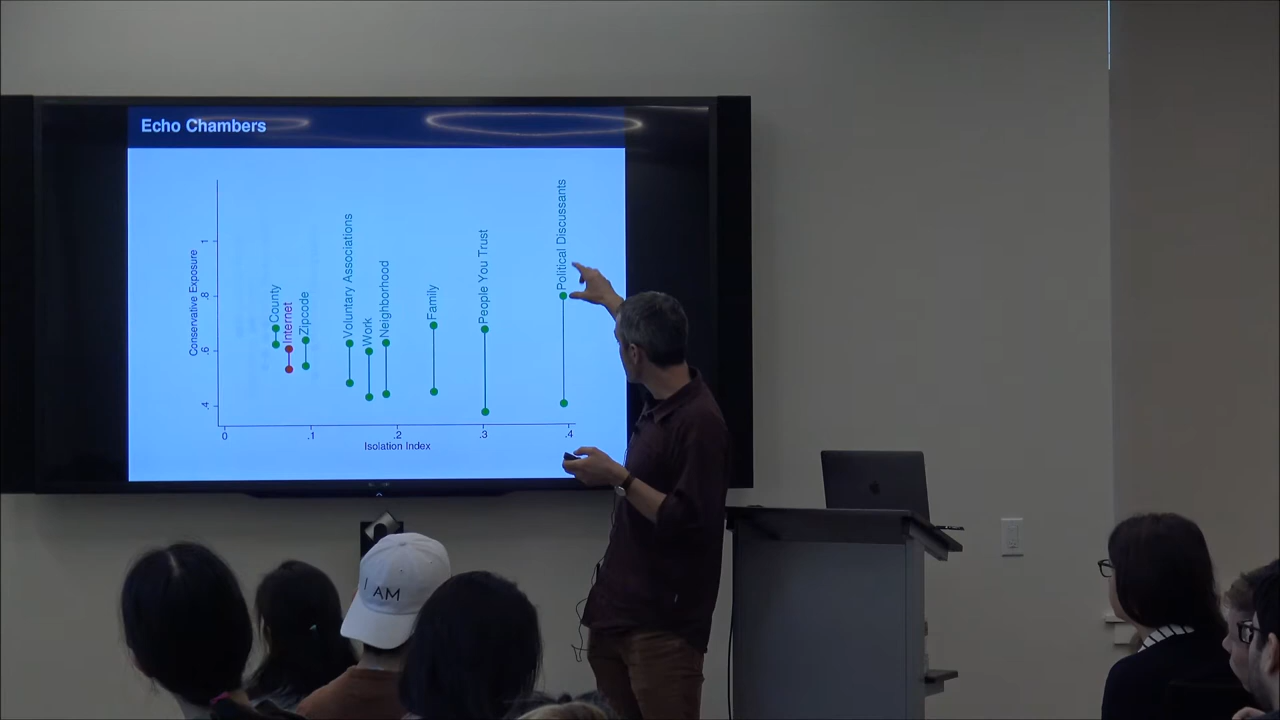 Echo Chambers
Conservative Exposure
1
.8
.6
.4
County
Internet
Zipcode
Voluntary Associations
Work
Neighborhood
Family
People You Trust
Political Discussants
0
.1
.2
.3
.4
Isolation Index
I AM